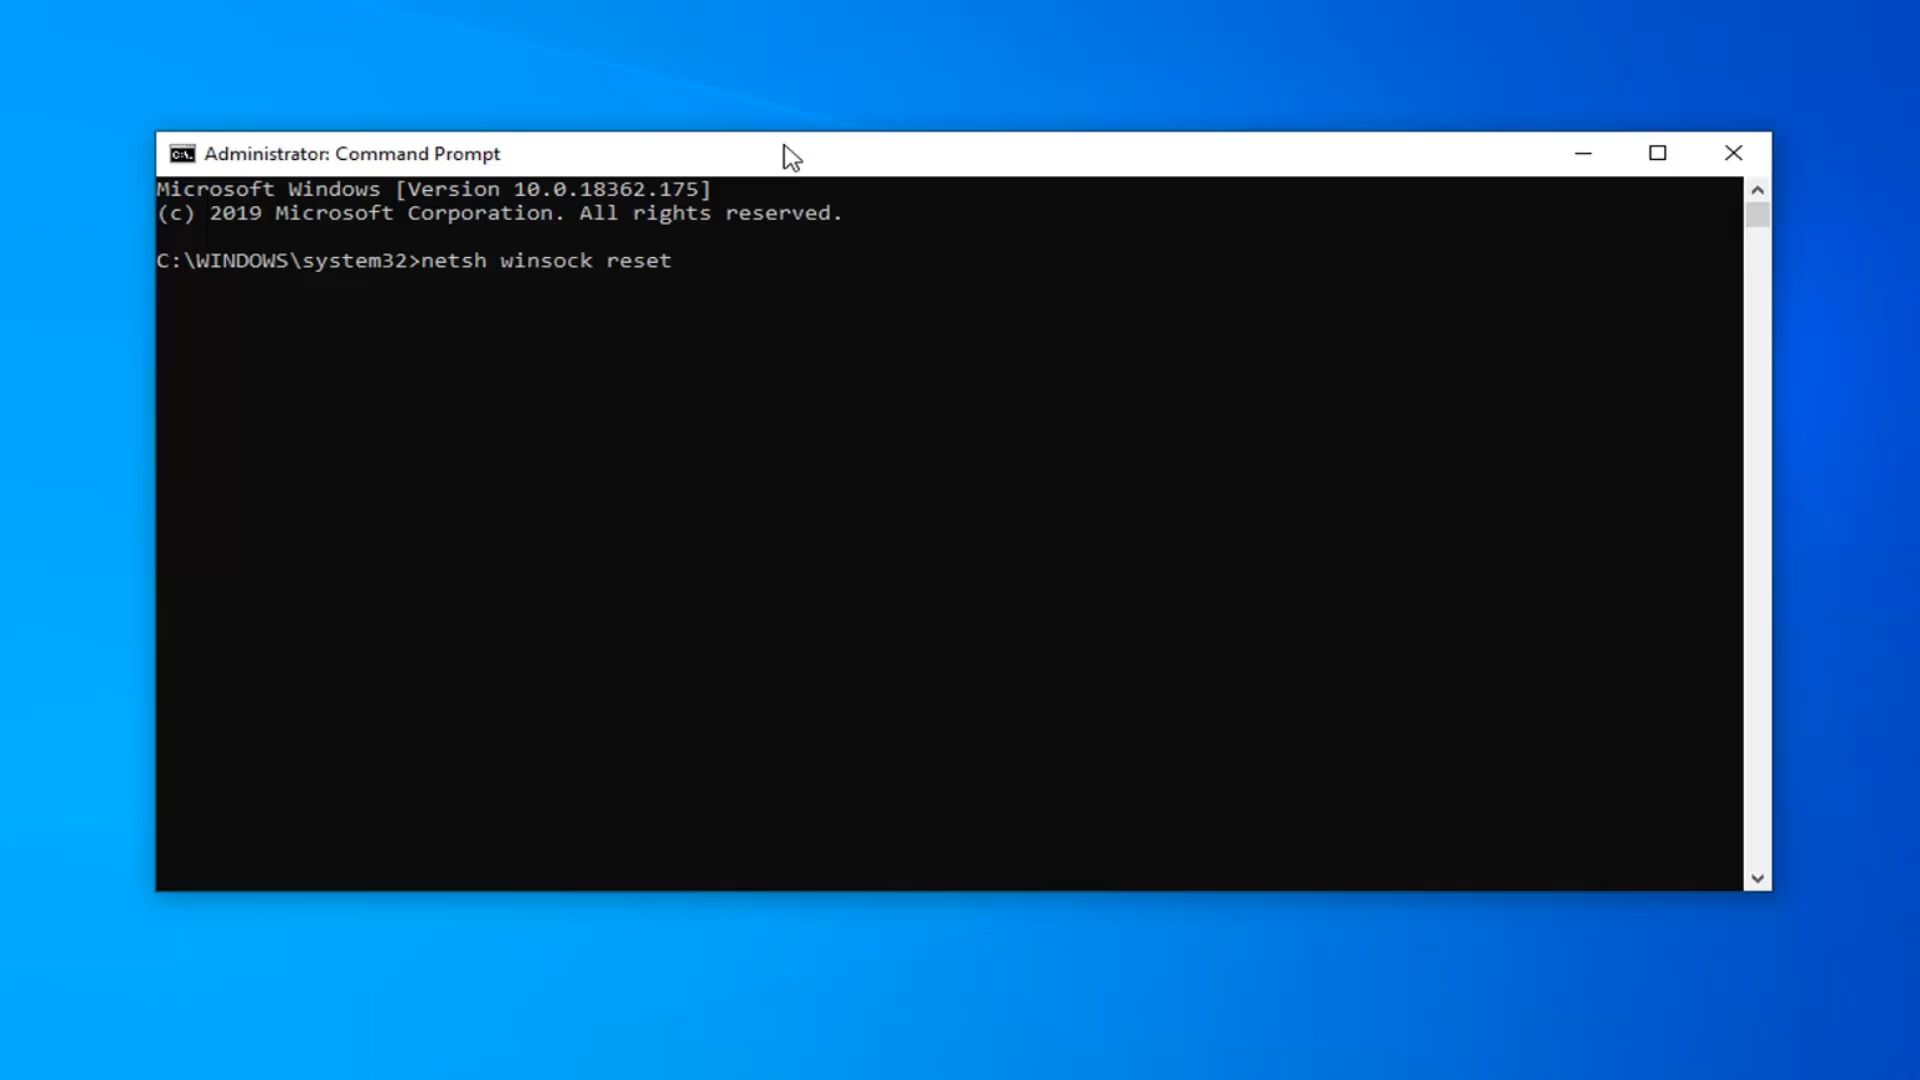 Administrator: Command Prompt
Microsoft Windows [Version 10.0.18362.175]
(c) 2019 Microsoft Corporation. All rights reserved.
C:\WINDOWS\system32>netsh winsock reset